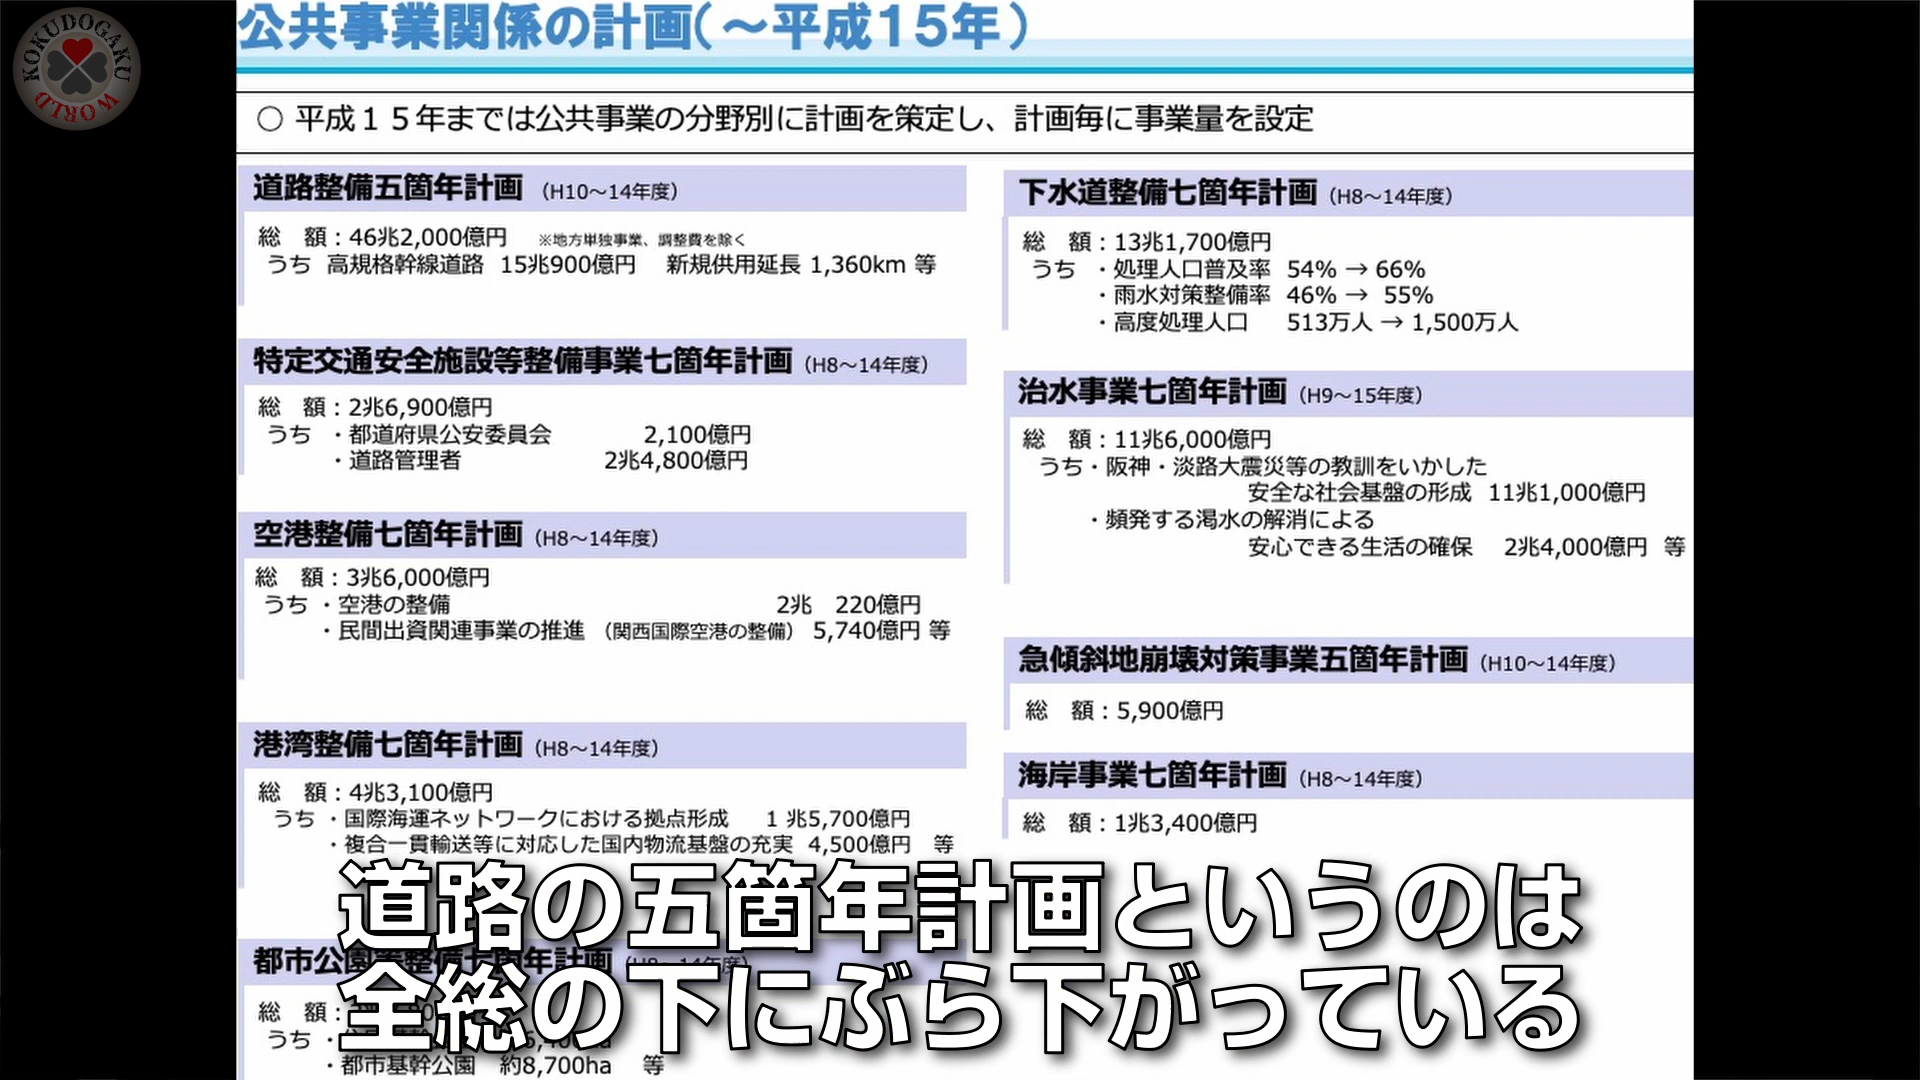 KOKUDOGAKU WORLD
公共事業関係の計画(～平成15年)
○ 平成１５年までは公共事業の分野別に計画を策定し、計画毎に事業量を設定
道路整備五箇年計画 (H10～14年度)
総　額：46兆2,000億円 ※地方単独事業、調整費を除く
うち 高規格幹線道路 15兆900億円 新規供用延長 1,360km 等
特定交通安全施設等整備事業七箇年計画 (H8～14年度)
総　額：2兆6,900億円
うち ・都道府県公安委員会 2,100億円
・道路管理者 2兆4,800億円
空港整備七箇年計画 (H8～14年度)
総　額：3兆6,000億円
うち ・空港の整備 2兆　220億円
・民間出資関連事業の推進 (関西国際空港の整備) 5,740億円 等
港湾整備七箇年計画 (H8～14年度)
総　額：4兆3,100億円
うち ・国際海運ネットワークにおける拠点形成 1 兆5,700億円
・複合一貫輸送等に対応した国内物流基盤の充実 4,500億円 等
都市公園等整備七箇年計画 (H8～14年度)
総　額：
うち ・
・都市基幹公園 約8,700ha 等
下水道整備七箇年計画 (H8～14年度)
総　額：13兆1,700億円
うち ・処理人口普及率 54% → 66%
・雨水対策整備率 46% → 55%
・高度処理人口 513万人 → 1,500万人
治水事業七箇年計画 (H9～15年度)
総　額：11兆6,000億円
うち・阪神・淡路大震災等の教訓をいかした
安全な社会基盤の形成 11兆1,000億円
・頻発する渇水の解消による
安心できる生活の確保 2兆4,000億円 等
急傾斜地崩壊対策事業五箇年計画 (H10～14年度)
総　額：5,900億円
海岸事業七箇年計画 (H8～14年度)
総　額：1兆3,400億円
道路の五箇年計画というのは
全総の下にぶら下がっている